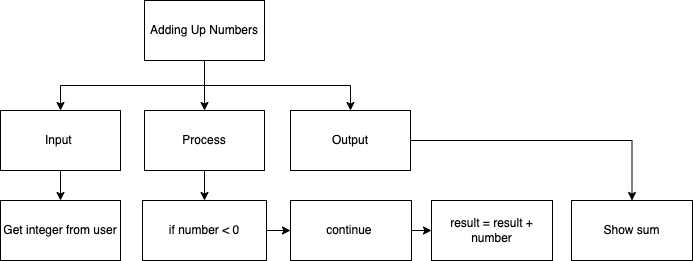 Adding Up Numbers
Input
Process
Output
Get integer from user
if number < 0
continue
result = result +
number
Show sum